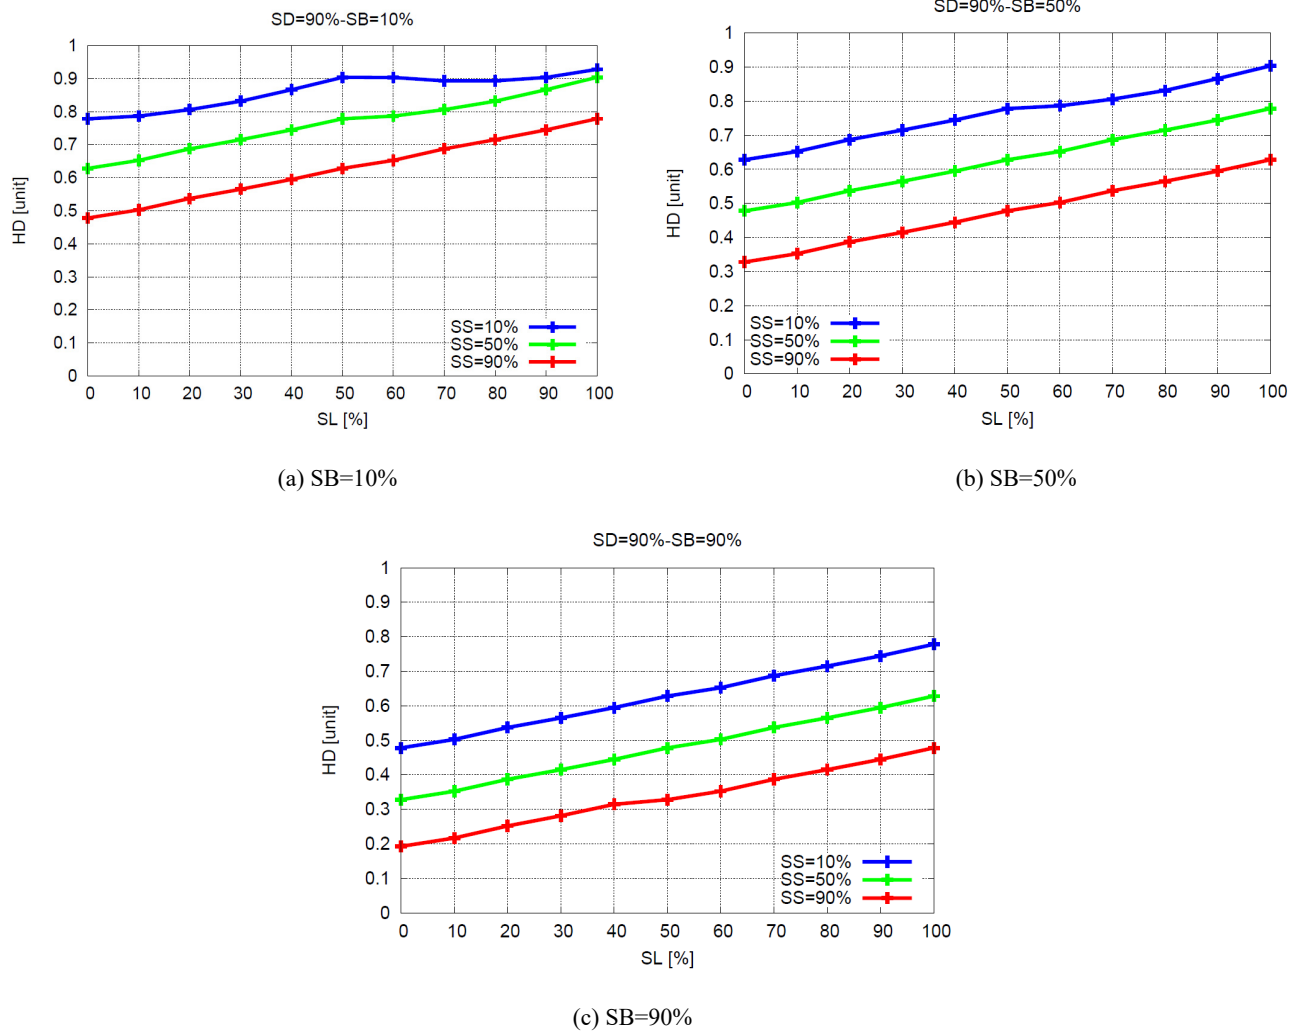 SD=90%-SB=10%
1
0.9
0.8
0.7
0.6
0.5
0.4
0.3
0.2
0.1
0
HD [unit]
SS=10%
SS=50%
SS=90%
0 10 20 30 40 50 60 70 80 90 100
SL [%]
(a) SB=10%
SD=90%-SB=50%
1
0.9
0.8
0.7
0.6
0.5
0.4
0.3
0.2
0.1
0
HD [unit]
SS=10%
SS=50%
SS=90%
0 10 20 30 40 50 60 70 80 90 100
SL [%]
(b) SB=50%
SD=90%-SB=90%
1
0.9
0.8
0.7
0.6
0.5
0.4
0.3
0.2
0.1
0
HD [unit]
SS=10%
SS=50%
SS=90%
0 10 20 30 40 50 60 70 80 90 100
SL [%]
(c) SB=90%